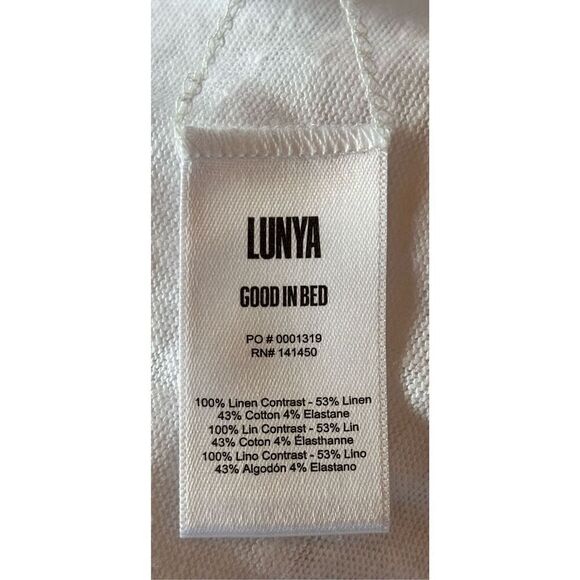 LUNYA
GOOD IN BED
PO # 0001319
RN# 141450
100% Linen Contrast - 53% Linen
43% Cotton 4% Elastane
100% Lin Contrast - 53% Lin
43% Coton 4% Élasthanne
100% Lino Contrast - 53% Lino
43% Algodón 4% Elastano